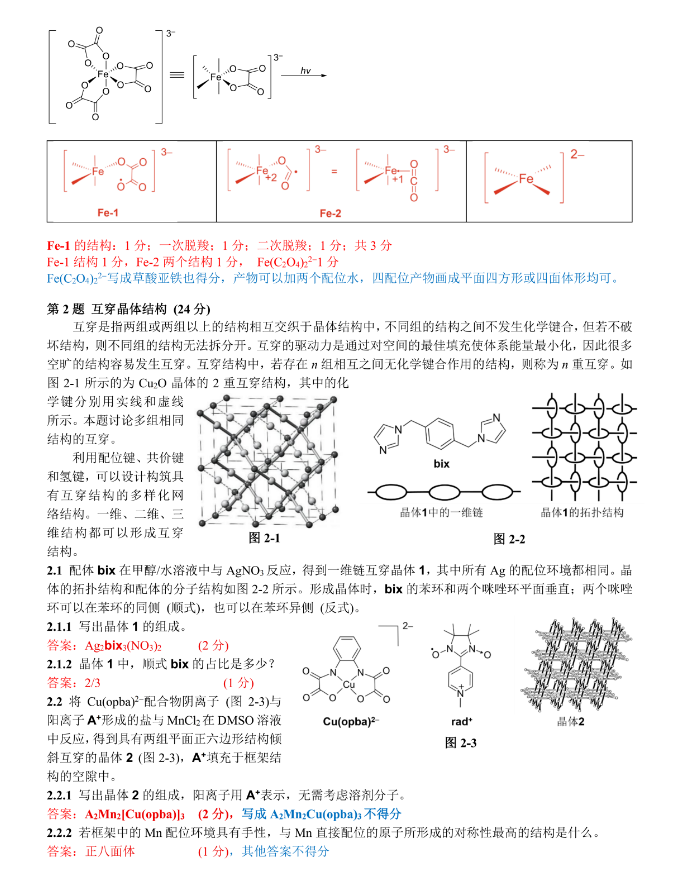 3−
O O O O O O Fe O O O O O O
≡
Fe O O O O
3−
hν
Fe O O O O
3−
Fe +2 O O
3−
=
Fe +1 O C O
3−
Fe
2−
Fe-1
Fe-2
Fe-1 的结构:1 分;一次脱羧:1 分;二次脱羧:1 分;共 3 分
Fe-1 结构 1 分,Fe-2 两个结构 1 分, Fe(C₂O₄)₂²⁻1 分
Fe(C₂O₄)₂²⁻写成草酸亚铁也得分,产物可以加两个配位水,四配位产物画成平面四方形或四面体形均可。
第 2 题 互穿晶体结构 (24 分)
互穿是指两组或两组以上的结构相互交织于晶体结构中,不同组的结构之间不发生化学键合,但若不破
坏结构,则不同组的结构无法拆分开。互穿的驱动力是通过对空间的最佳填充使体系能量最小化,因此很多
空旷的结构容易发生互穿。互穿结构中,若存在 n 组相互之间无化学键合作用的结构,则称为 n 重互穿。如
图 2-1 所示的为 Cu₂O 晶体的 2 重互穿结构,其中的化
学键分别用实线和虚线
所示。本题讨论多组相同
结构的互穿。
利用配位键、共价键
和氢键,可以设计构筑具
有互穿结构的多样化网
络结构。一维、二维、三
维结构都可以形成互穿
结构。
图 2-1
N N N N
bix
晶体1中的一维链
晶体1的拓扑结构
图 2-2
2.1 配体 bix 在甲醇/水溶液中与 AgNO₃ 反应,得到一维链互穿晶体 1,其中所有 Ag 的配位环境都相同。晶
体的拓扑结构和配体的分子结构如图 2-2 所示。形成晶体时,bix 的苯环和两个咪唑环平面垂直;两个咪唑
环可以在苯环的同侧 (顺式),也可以在苯环异侧 (反式)。
2.1.1 写出晶体 1 的组成。
答案:Ag₂bix₃(NO₃)₂ (2 分)
2.1.2 晶体 1 中,顺式 bix 的占比是多少?
答案:2/3 (1 分)
2.2 将 Cu(opba)²⁻配合物阴离子 (图 2-3)与
阳离子 A⁺形成的盐与 MnCl₂ 在 DMSO 溶液
中反应,得到具有两组平面正六边形结构倾
斜互穿的晶体 2 (图 2-3),A⁺填充于框架结
构的空隙中。
2−
O N N O Cu O O O O
Cu(opba)²⁻
O N N O N +
rad⁺
晶体2
图 2-3
2.2.1 写出晶体 2 的组成,阳离子用 A⁺表示,无需考虑溶剂分子。
答案:A₂Mn₂[Cu(opba)]₃ (2 分),写成 A₂Mn₂Cu(opba)₃ 不得分
2.2.2 若框架中的 Mn 配位环境具有手性,与 Mn 直接配位的原子所形成的对称性最高的结构是什么。
答案:正八面体 (1 分),其他答案不得分